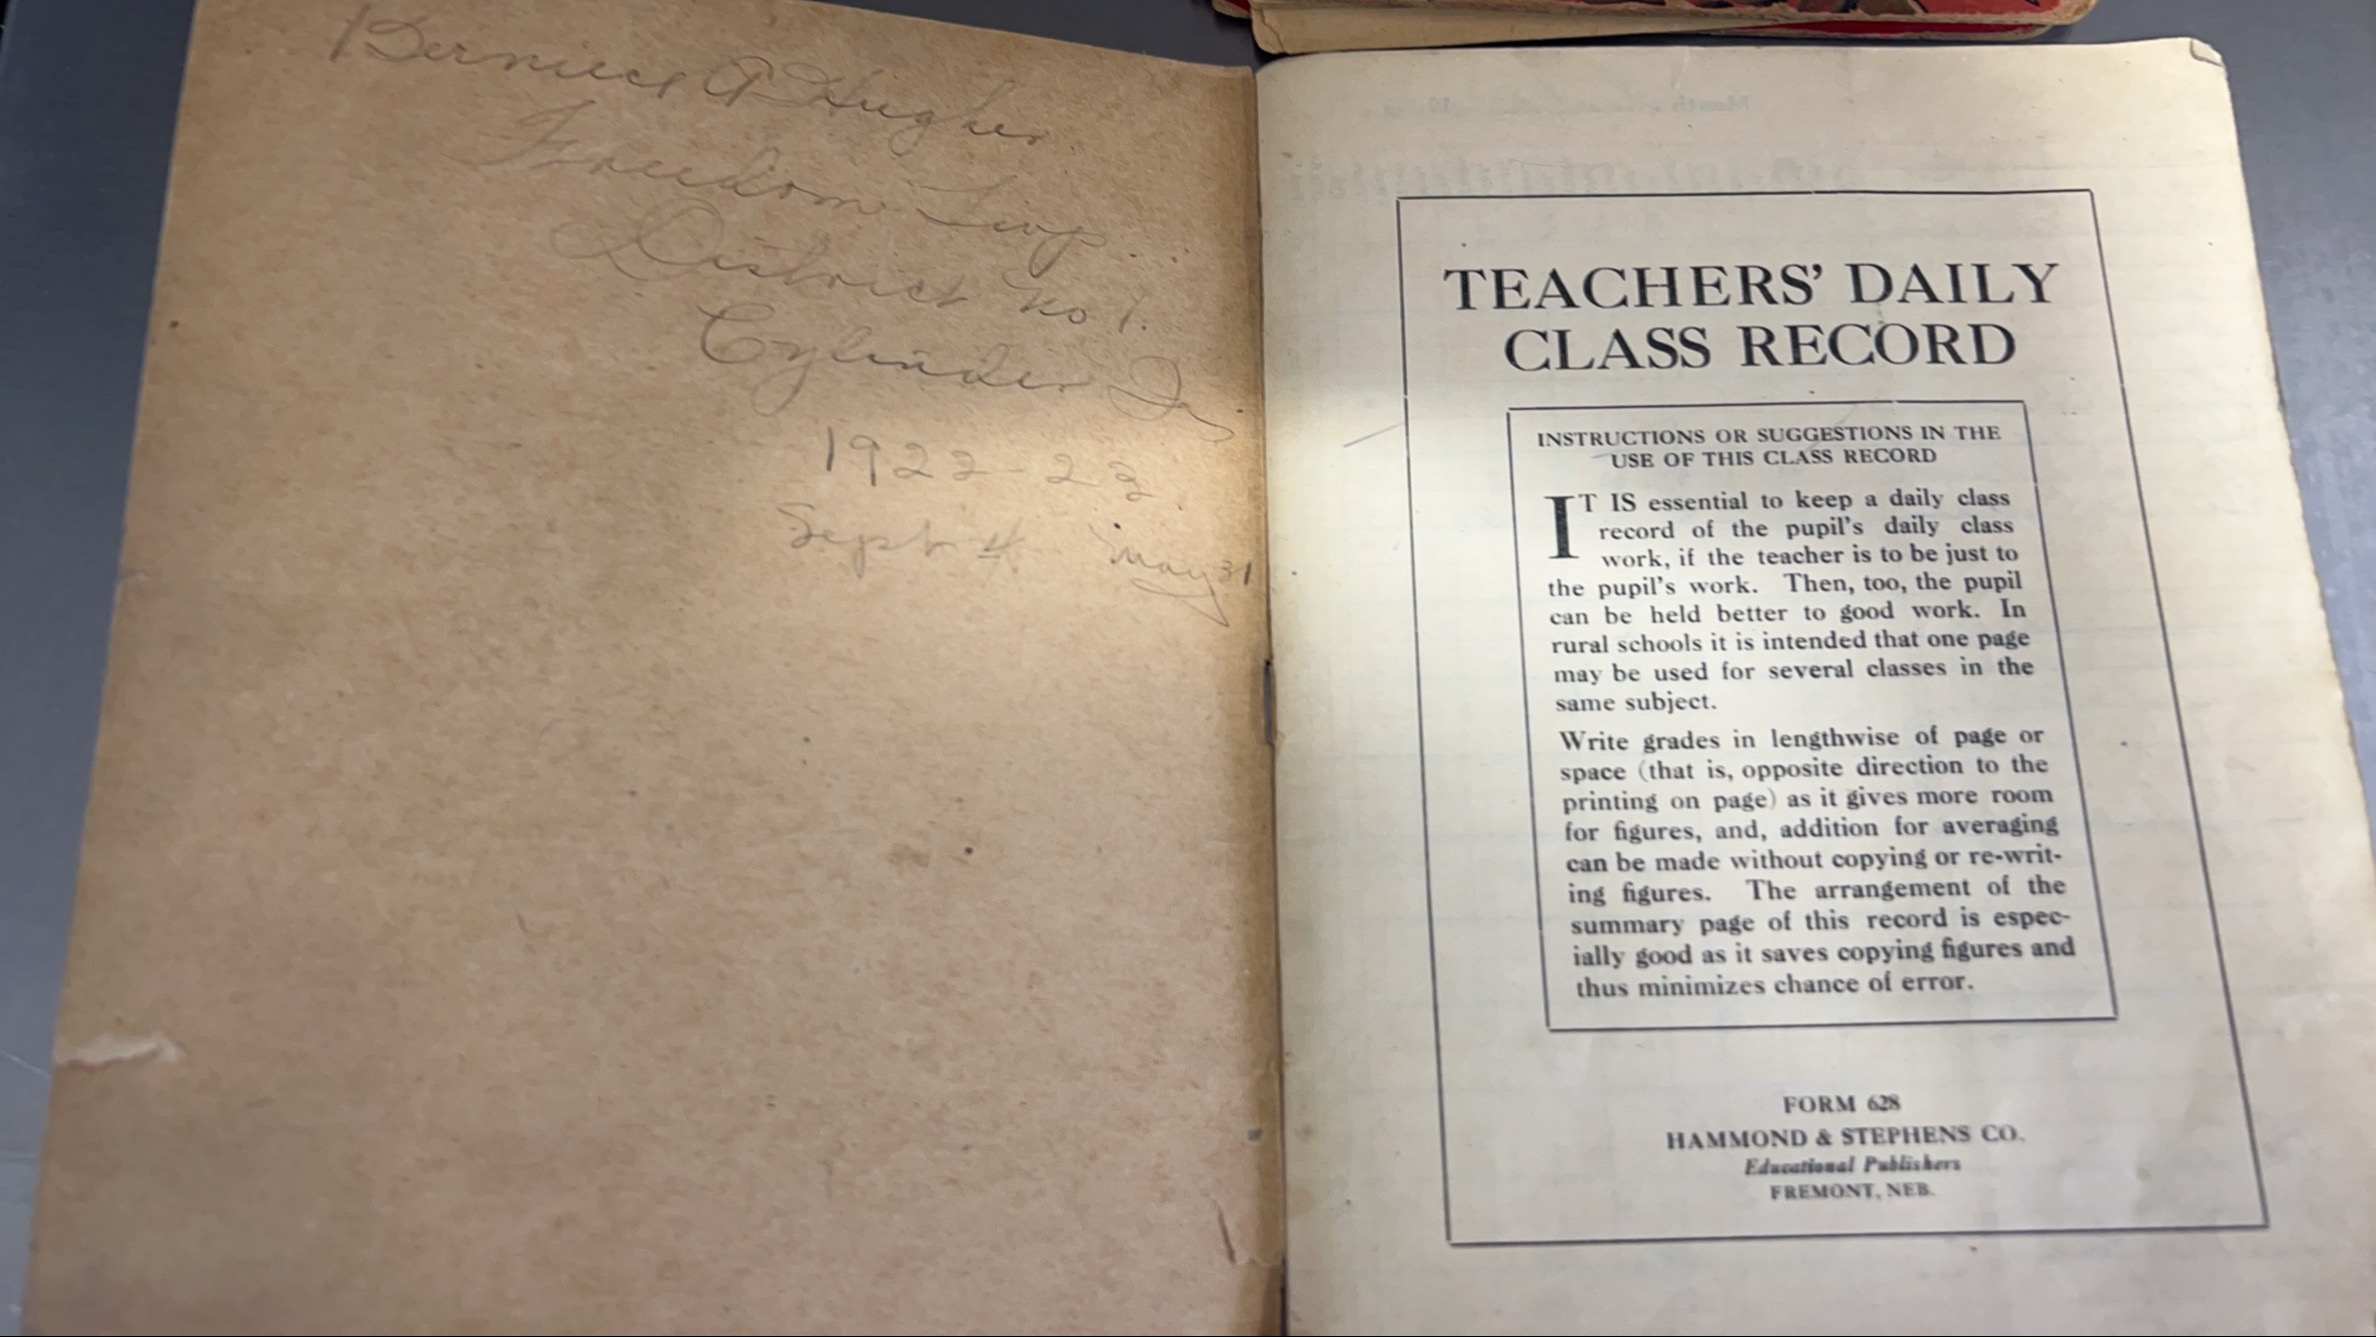 Berniece A Hughes
Freedom Twp.
District no 1.
Cylinder Ia
1922-23
Sept 4 May 31
TEACHERS' DAILY
CLASS RECORD
INSTRUCTIONS OR SUGGESTIONS IN THE
USE OF THIS CLASS RECORD
IT IS essential to keep a daily class
record of the pupil's daily class
work, if the teacher is to be just to
the pupil's work. Then, too, the pupil
can be held better to good work. In
rural schools it is intended that one page
may be used for several classes in the
same subject.
Write grades in lengthwise of page or
space (that is, opposite direction to the
printing on page) as it gives more room
for figures, and, addition for averaging
can be made without copying or re-writ-
ing figures. The arrangement of the
summary page of this record is espec-
ially good as it saves copying figures and
thus minimizes chance of error.
FORM 628
HAMMOND & STEPHENS CO.
Educational Publishers
FREMONT, NEB.